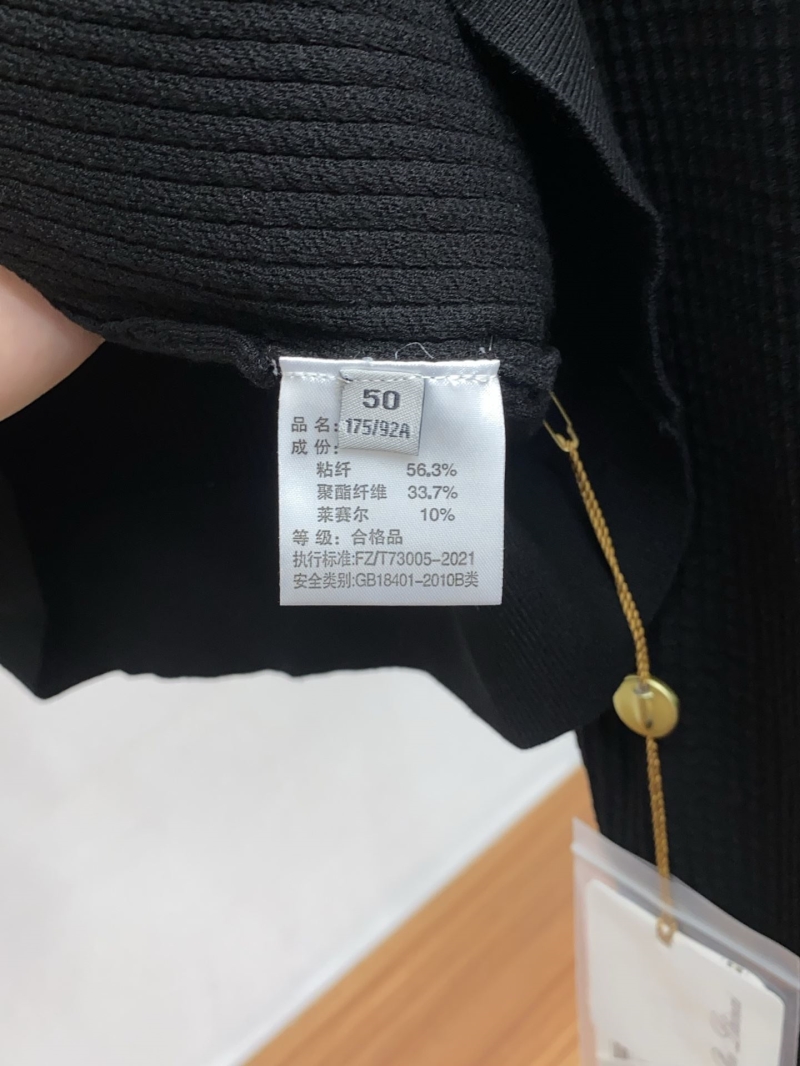 50
175/92A
品 名:
成 份:
粘纤 56.3%
聚酯纤维 33.7%
莱赛尔 10%
等 级: 合格品
执行标准:FZ/T73005-2021
安全类别:GB18401-2010B类